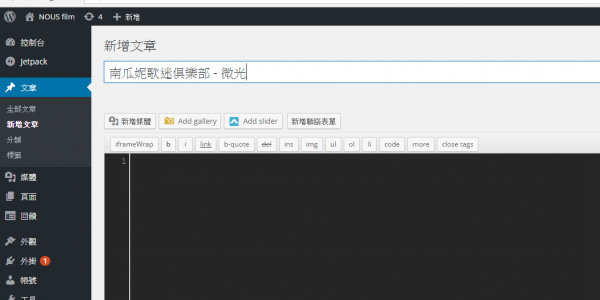 NOUS film 4 + 新增
控制台
Jetpack
文章
全部文章
新增文章
分類
標籤
媒體
頁面
回饋
外觀
外掛 1
帳號
工具
新增文章
南瓜妮歌迷俱樂部 - 微光
新增媒體 Add gallery Add slider 新增聯絡表單
iframeWrap b i link b-quote del ins img ul ol li code more close tags
1